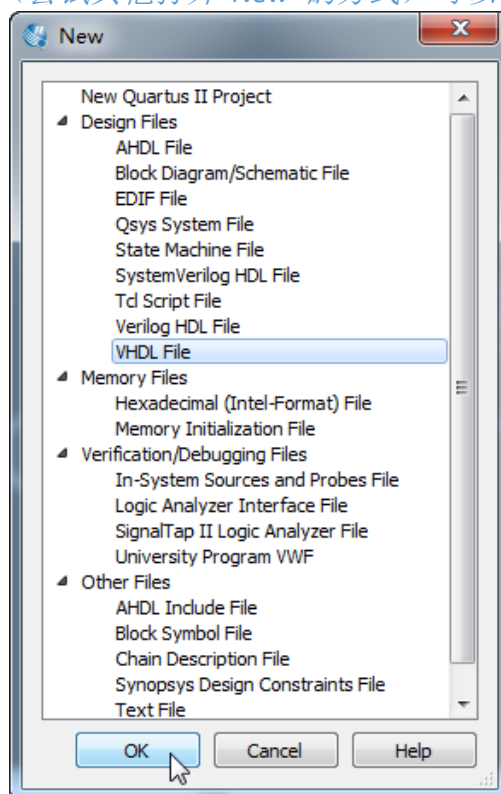 New
New Quartus II Project
Design Files
AHDL File
Block Diagram/Schematic File
EDIF File
Qsys System File
State Machine File
SystemVerilog HDL File
Tcl Script File
Verilog HDL File
VHDL File
Memory Files
Hexadecimal (Intel-Format) File
Memory Initialization File
Verification/Debugging Files
In-System Sources and Probes File
Logic Analyzer Interface File
SignalTap II Logic Analyzer File
University Program VWF
Other Files
AHDL Include File
Block Symbol File
Chain Description File
Synopsys Design Constraints File
Text File
OK Cancel Help